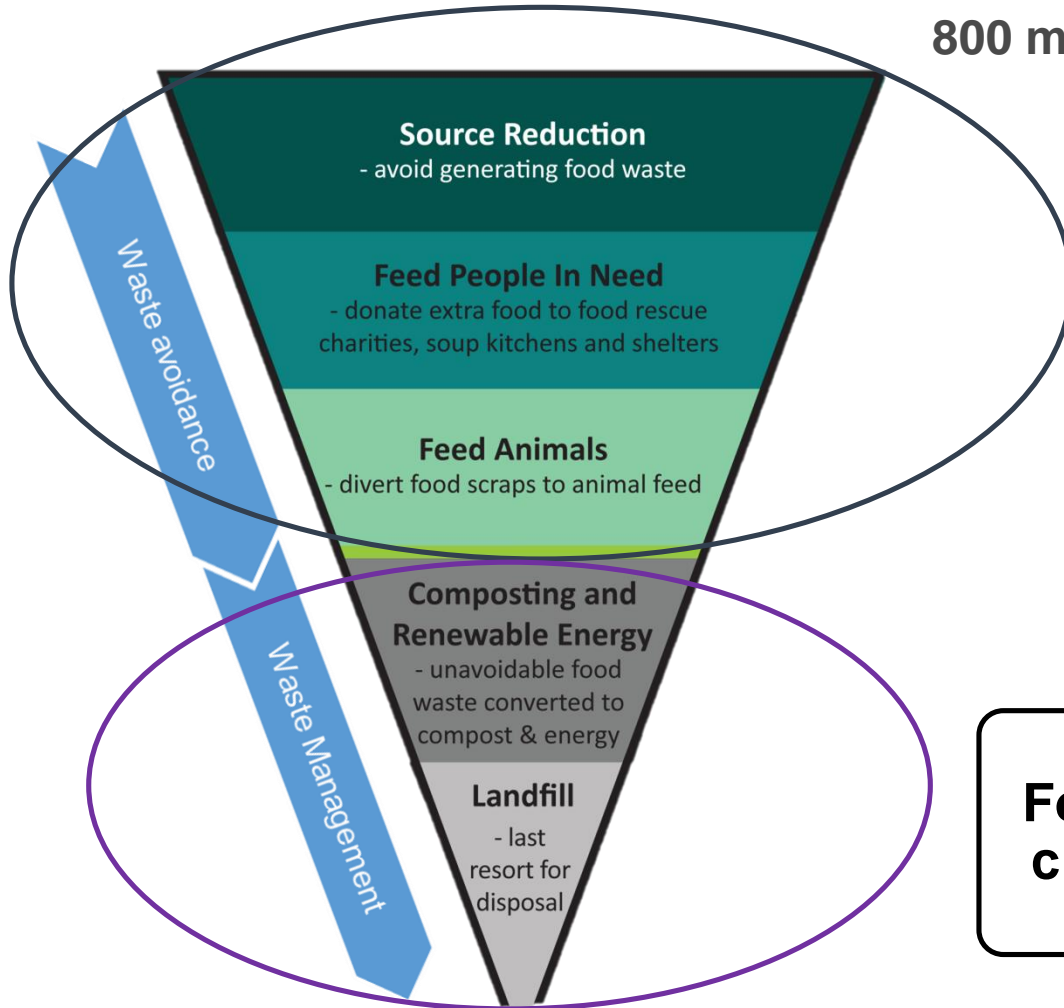 800 m
Source Reduction
- avoid generating food waste
Feed People In Need
- donate extra food to food rescue
charities, soup kitchens and shelters
Feed Animals
- divert food scraps to animal feed
Composting and
Renewable Energy
- unavoidable food
waste converted to
compost & energy
Landfill
- last
resort for
disposal
Waste avoidance
Waste Management